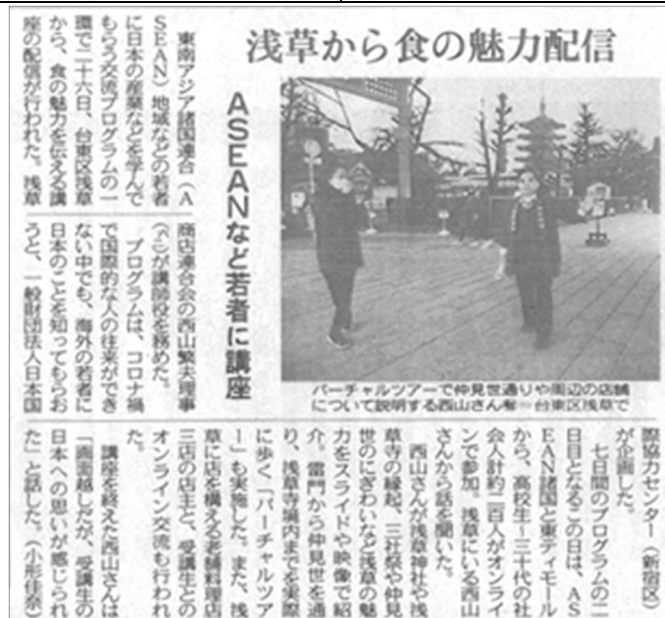 浅草から食の魅力配信
ASEANなど若者に講座
東南アジア諸国連合(A
SEAN)地域などの若者
に日本の産業などを学んで
もらう交流プログラムの一
環で二十六日、台東区浅草
から、食の魅力を伝える講
座の配信が行われた。浅草
商店連合会の西山繁夫理事
が講師役を務めた。
プログラムは、コロナ禍
で国際的な人の往来ができ
ない中でも、海外の若者に
日本のことを知ってもらお
うと、一般財団法人日本国
バーチャルツアーで仲見世通りや周辺の店舗
について説明する西山さん=台東区浅草で
際協力センター(新宿区)
が企画した。
七日間のプログラムの二
日目となるこの日は、AS
EAN諸国と東ティモール
から、高校生〜三十代の社
会人計約二百人がオンライ
ンで参加。浅草にいる西山
さんから話を聞いた。
西山さんが浅草神社や浅
草寺の縁起、三社祭や仲見
世のにぎわいなど浅草の魅
力をスライドや映像で紹
介。雷門から仲見世を通
り、浅草寺境内までを実際
に歩く「バーチャルツア
ー」も実施した。また、浅
草に店を構える老舗料理店
三店の店主と、受講生との
オンライン交流も行われ
た。
講座を終えた西山さんは
「画面越しだが、受講生の
日本への思いが感じられ
た」と話した。(小形佳奈)